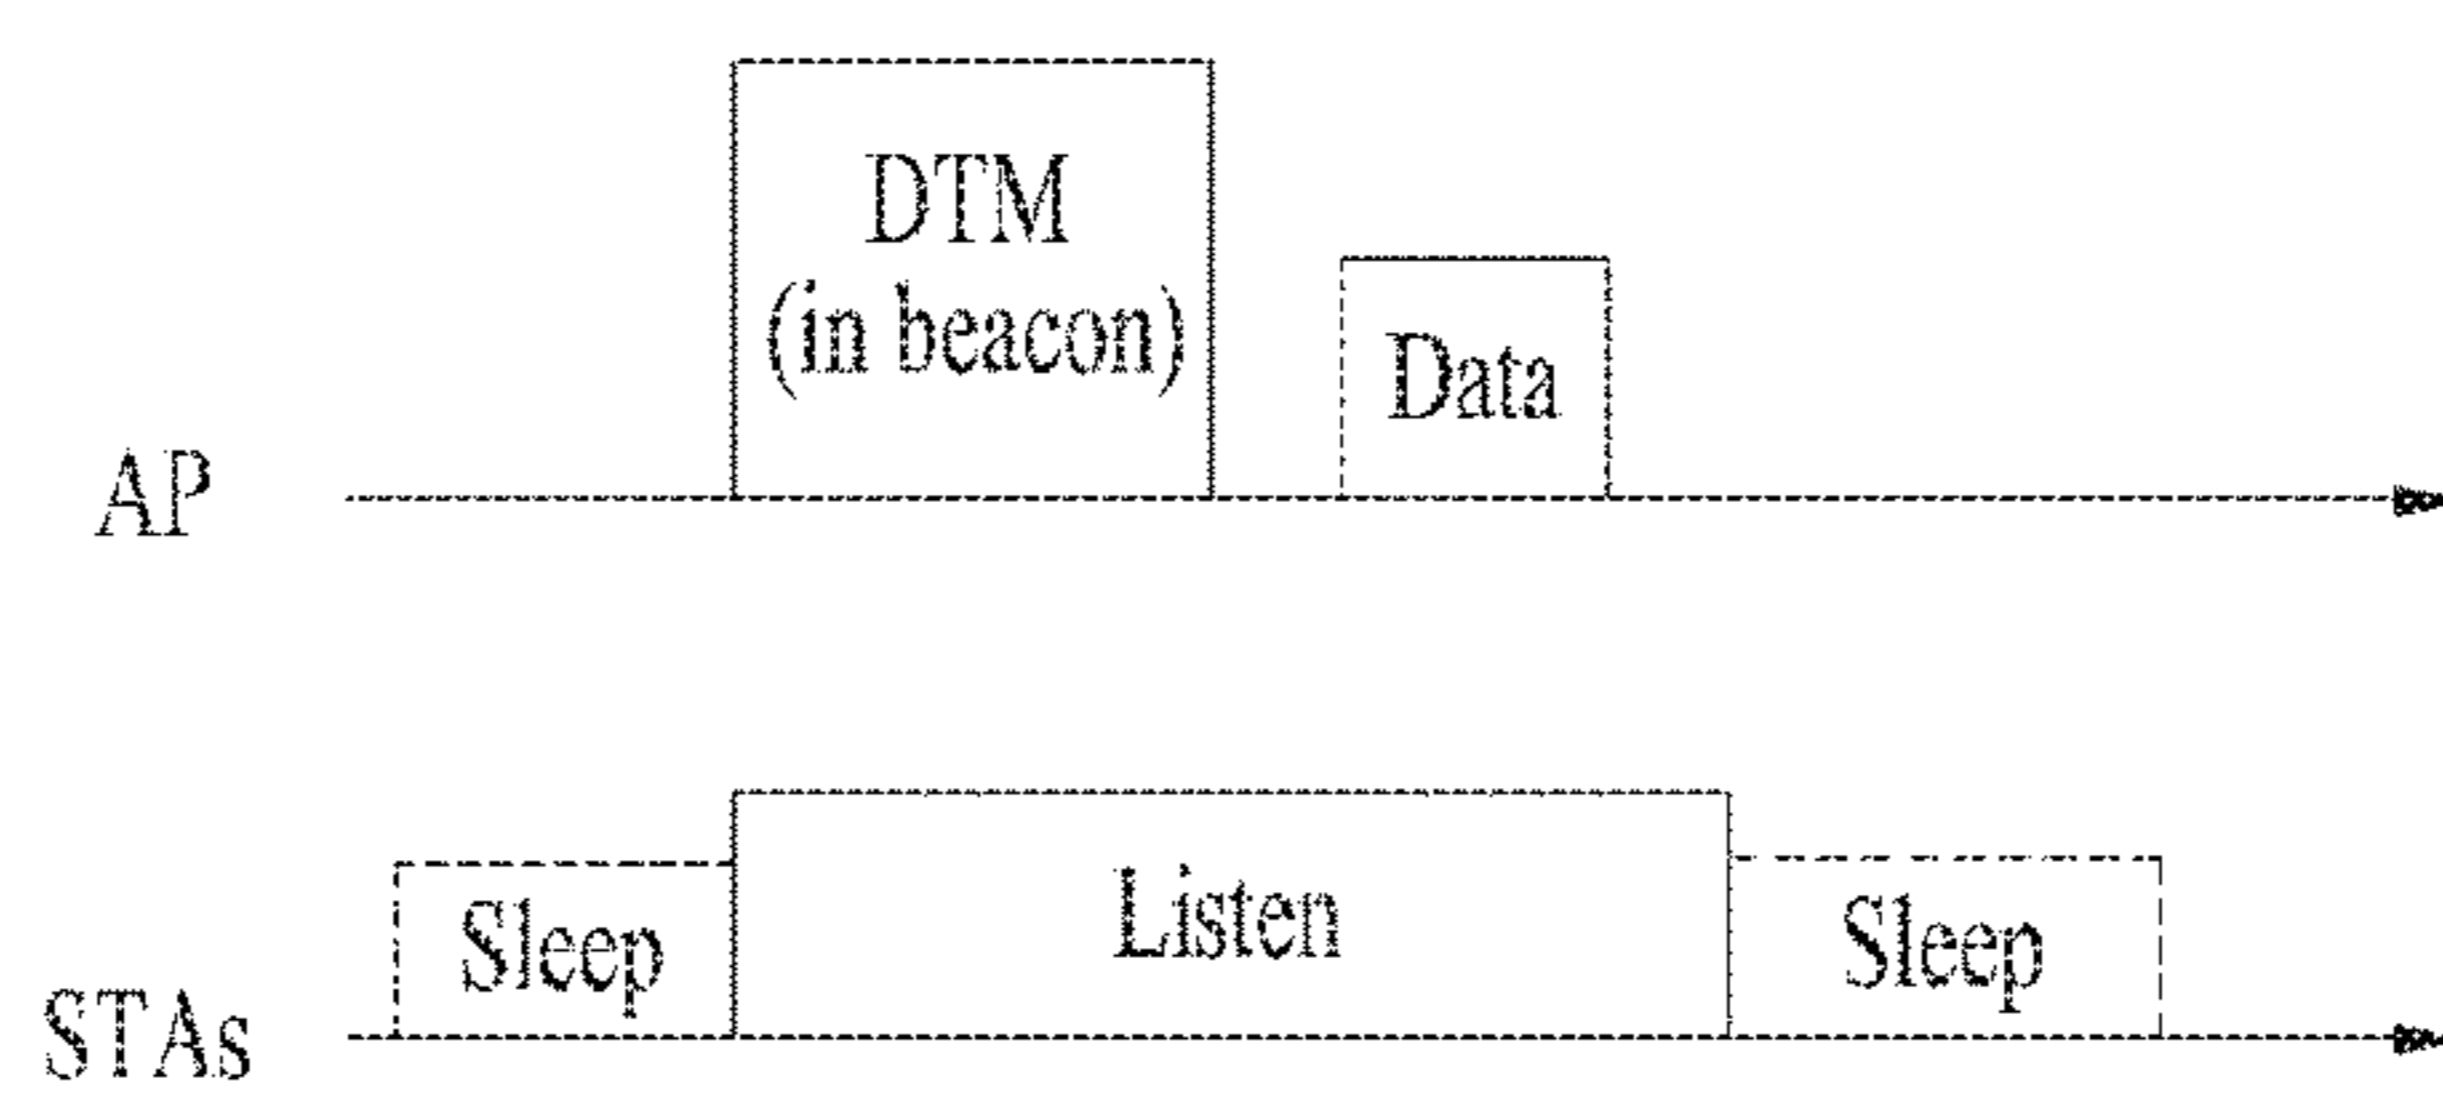 DTM
(in beacon)
Data
AP
Listen
Sleep
Sleep
STAs